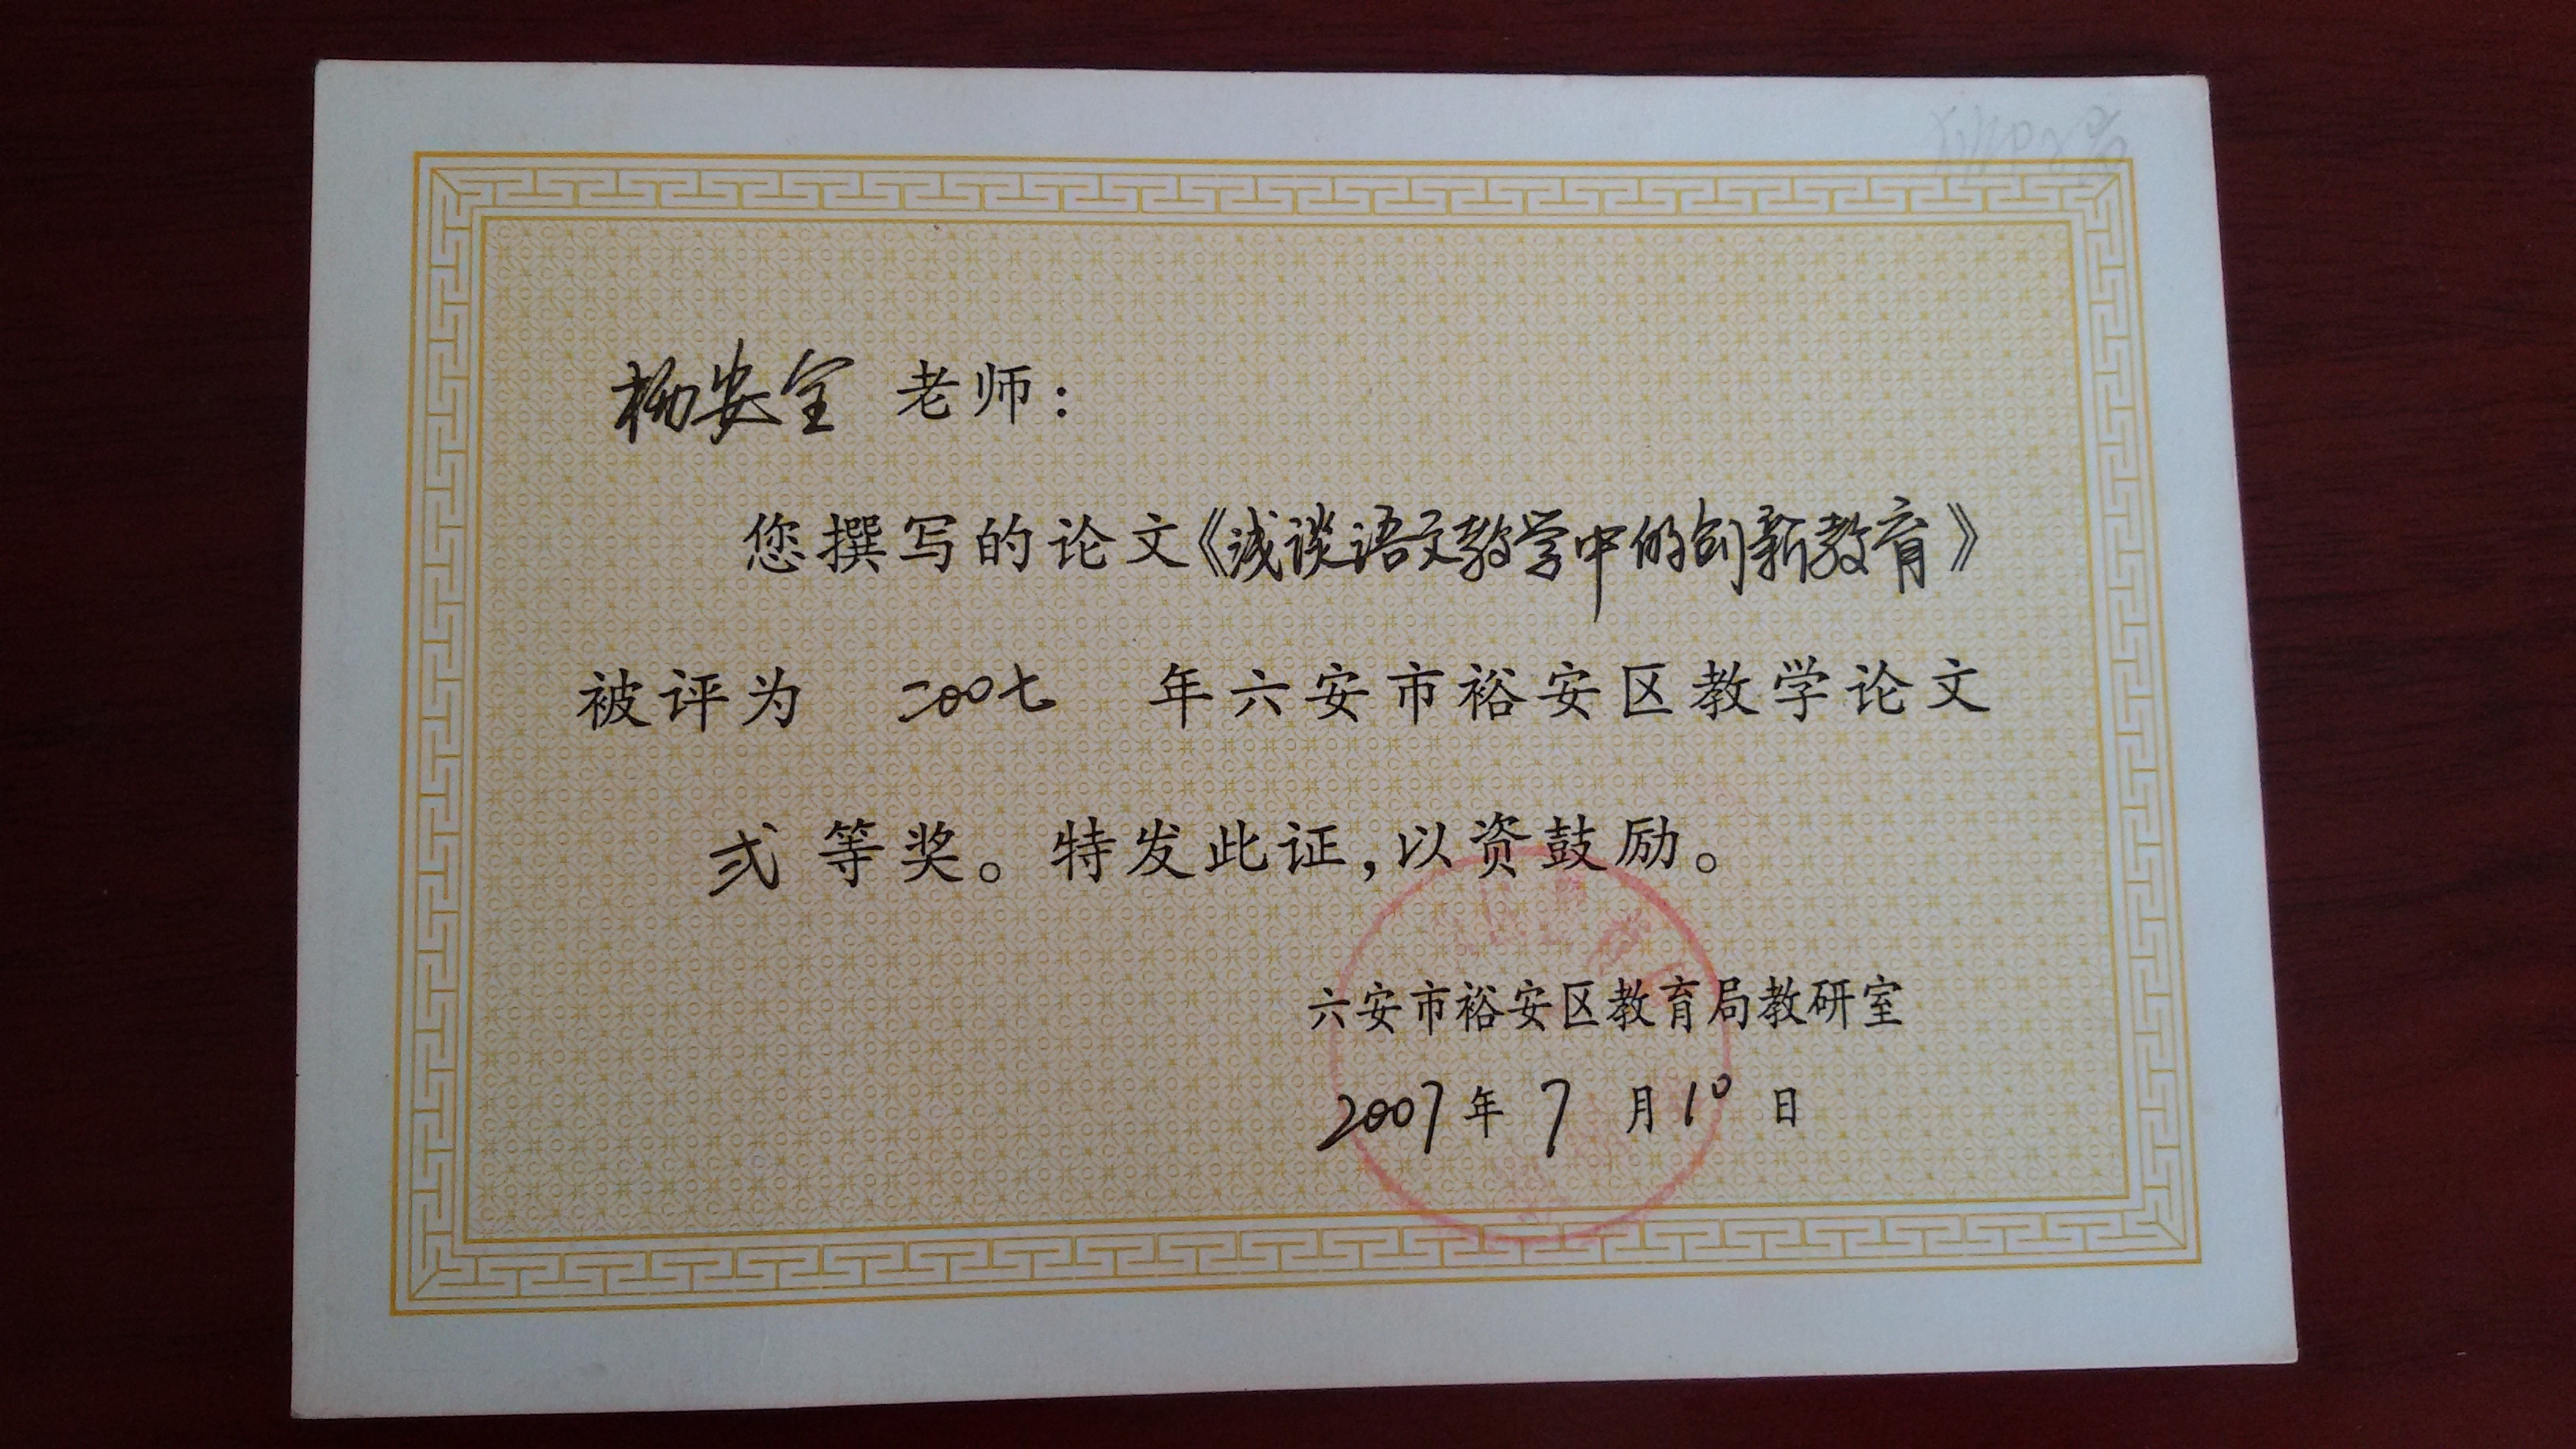 杨安全 老师：
您撰写的论文《浅谈语文教学中的创新教育》
被评为 二00七 年六安市裕安区教学论文
弍等奖。特发此证，以资鼓励。
六安市裕安区教育局教研室
2007年7月10日